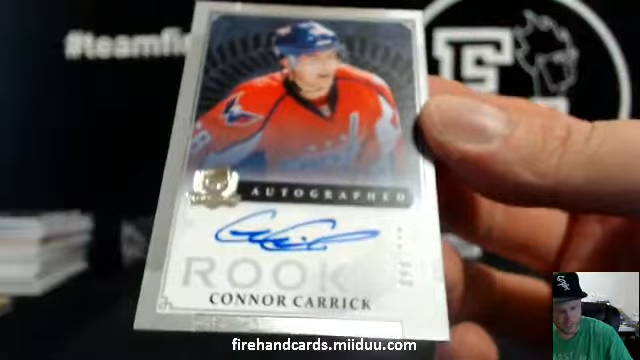 #teamfi
AUTOGRAPHED
ROOK
CONNOR CARRICK
firehandcards.miiduu.com